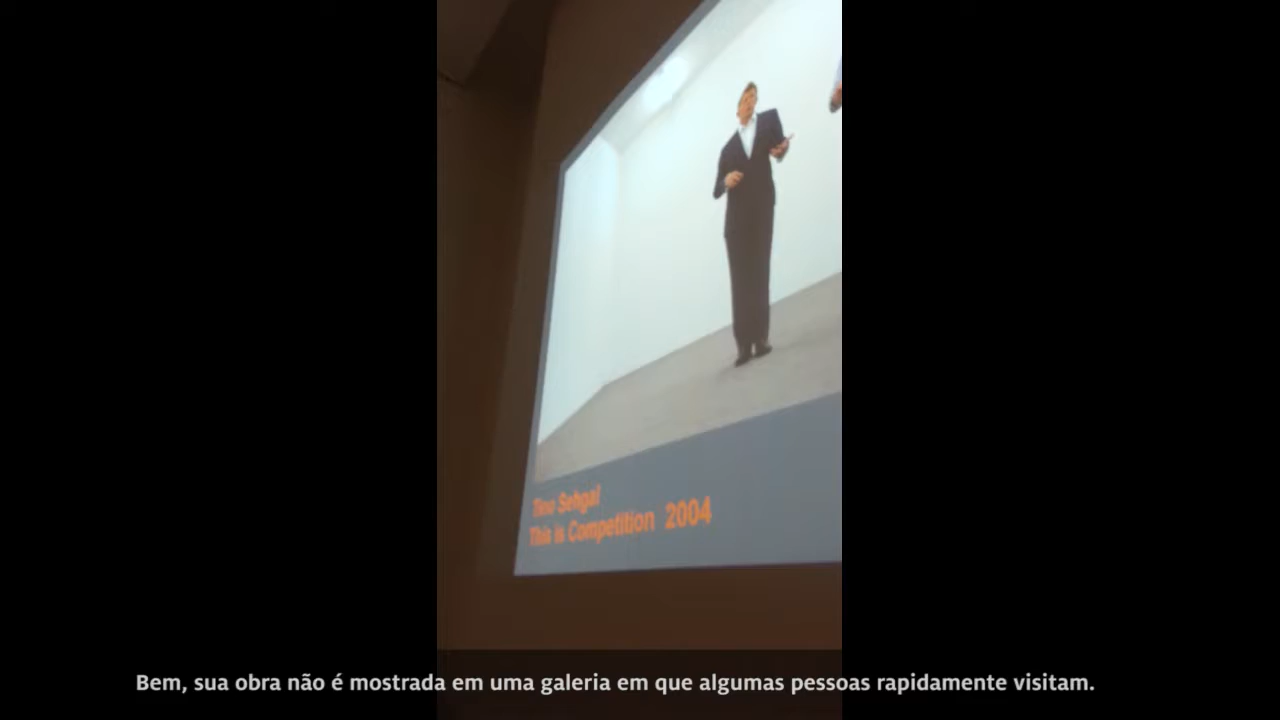 Tino Sehgal
This is Competition 2004
Bem, sua obra não é mostrada em uma galeria em que algumas pessoas rapidamente visitam.